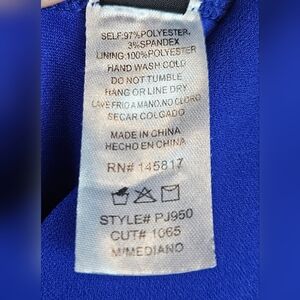 SELF:97%POLYESTER,
3%SPANDEX
LINING:100%POLYESTER
HAND WASH COLD
DO NOT TUMBLE
HANG OR LINE DRY
LAVE FRIO A MANO, NO CLORO
SECAR COLGADO
MADE IN CHINA
HECHO EN CHINA
RN# 145817
STYLE# PJ950
CUT# 1065
M/MEDIANO